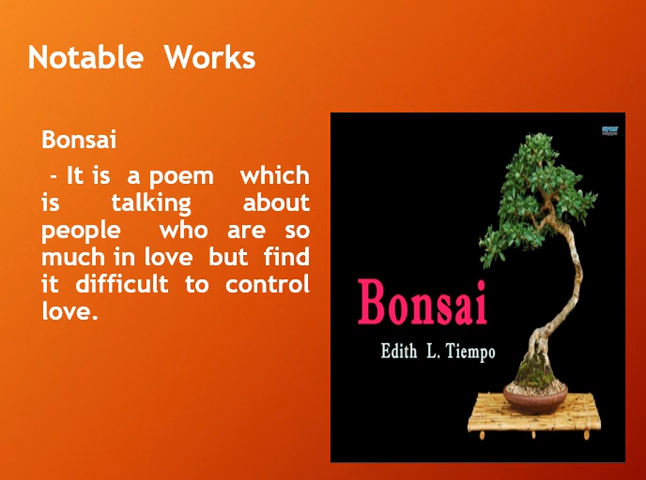 Notable Works
Bonsai
- It is a poem which
is talking about
people who are so
much in love but find
it difficult to control
love.
Bonsai
Edith L. Tiempo